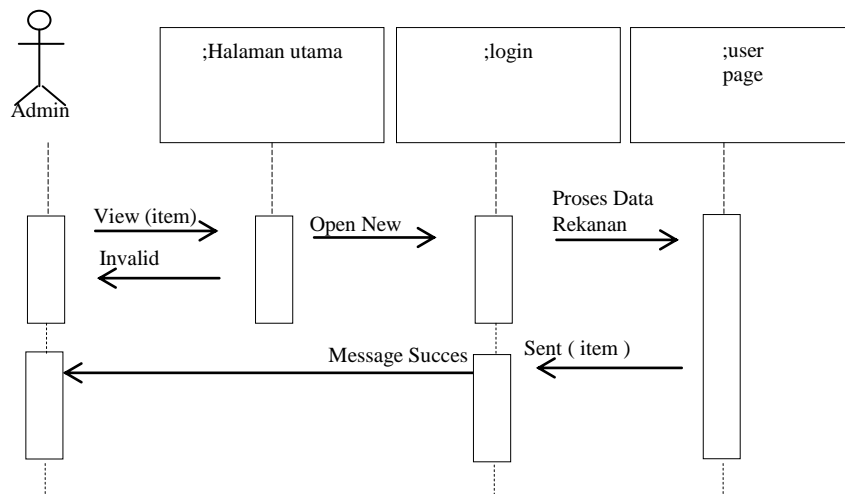 ;Halaman utama
;login
;user
page
Admin
View (item)
Open New
Proses Data
Rekanan
Invalid
Message Succes
Sent ( item )